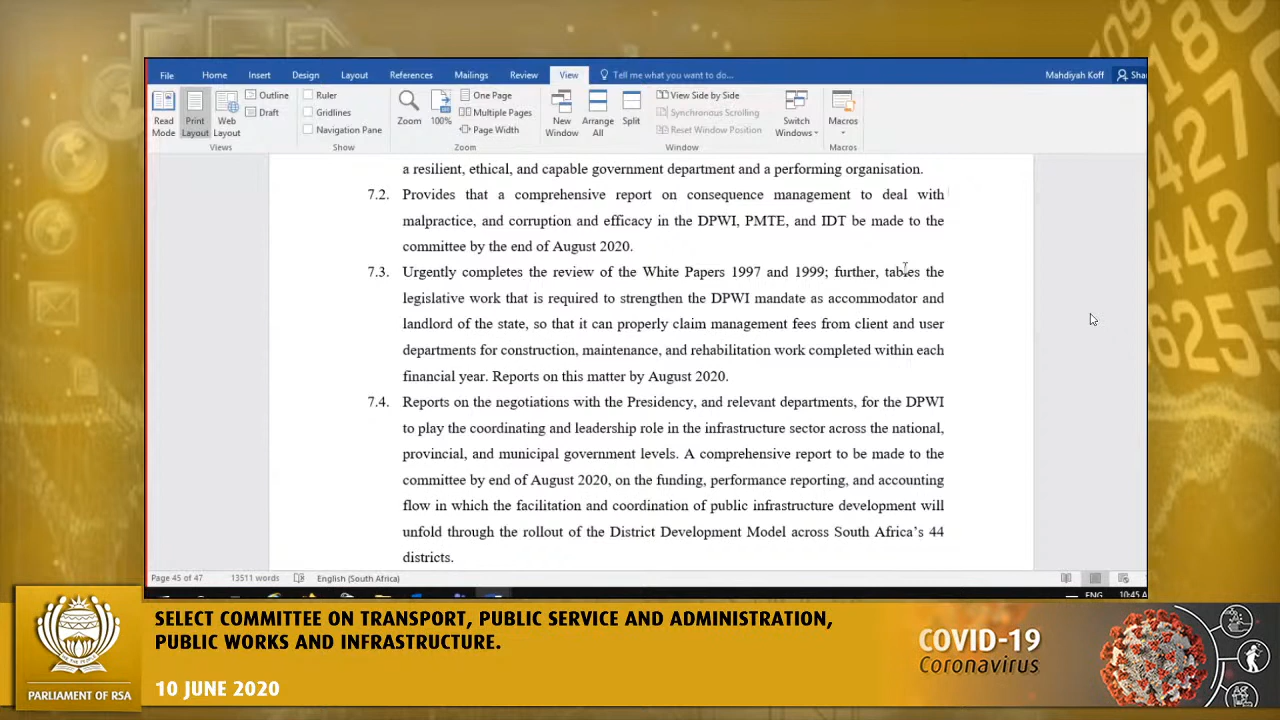 File Home Insert Design Layout References Mailings Review View Tell me what you want to do... Mahdiyah Koff
Read Mode
Print Layout
Web Layout
Outline
Draft
Views
Ruler
Gridlines
Navigation Pane
Show
Zoom
100%
One Page
Multiple Pages
Page Width
Zoom
New Window
Arrange All
Split
View Side by Side
Synchronous Scrolling
Reset Window Position
Window
Switch Windows
Macros
Macros
a resilient, ethical, and capable government department and a performing organisation.
7.2. Provides that a comprehensive report on consequence management to deal with
malpractice, and corruption and efficacy in the DPWI, PMTE, and IDT be made to the
committee by the end of August 2020.
7.3. Urgently completes the review of the White Papers 1997 and 1999; further, tables the
legislative work that is required to strengthen the DPWI mandate as accommodator and
landlord of the state, so that it can properly claim management fees from client and user
departments for construction, maintenance, and rehabilitation work completed within each
financial year. Reports on this matter by August 2020.
7.4. Reports on the negotiations with the Presidency, and relevant departments, for the DPWI
to play the coordinating and leadership role in the infrastructure sector across the national,
provincial, and municipal government levels. A comprehensive report to be made to the
committee by end of August 2020, on the funding, performance reporting, and accounting
flow in which the facilitation and coordination of public infrastructure development will
unfold through the rollout of the District Development Model across South Africa's 44
districts.
Page 45 of 47 13511 words English (South Africa)
ENG 10:45
SELECT COMMITTEE ON TRANSPORT, PUBLIC SERVICE AND ADMINISTRATION,
PUBLIC WORKS AND INFRASTRUCTURE.
10 JUNE 2020
PARLIAMENT OF RSA
COVID-19
Coronavirus